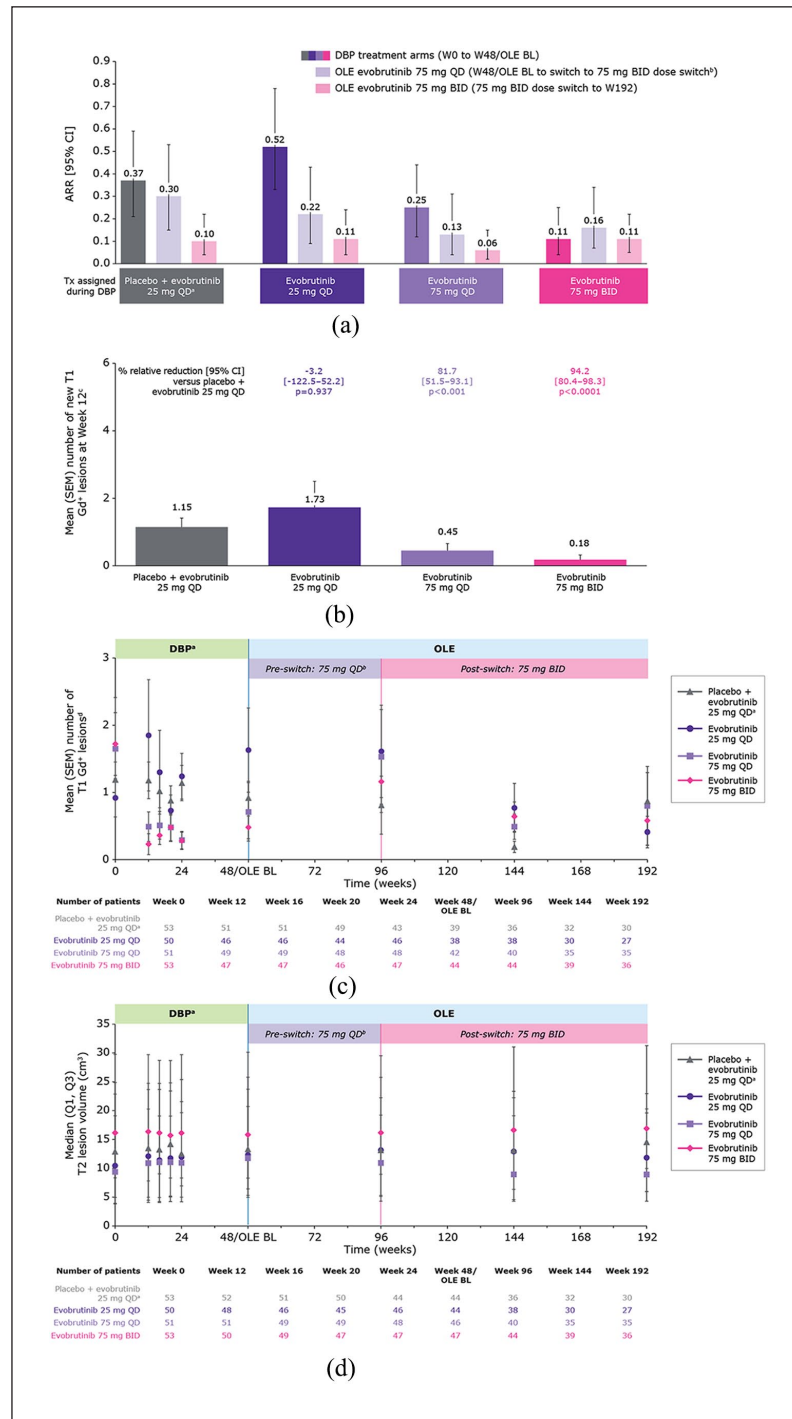 DBP treatment arms (W0 to W48/OLE BL)
OLE evobrutinib 75 mg QD (W48/OLE BL to switch to 75 mg BID dose switchᵇ)
OLE evobrutinib 75 mg BID (75 mg BID dose switch to W192)
ARR [95% CI]
0.9
0.8
0.7
0.6
0.5
0.4
0.3
0.2
0.1
0.0
0.37
0.30
0.10
0.52
0.22
0.11
0.25
0.13
0.06
0.11
0.16
0.11
Tx assigned
during DBP
Placebo + evobrutinib
25 mg QDᵃ
Evobrutinib
25 mg QD
Evobrutinib
75 mg QD
Evobrutinib
75 mg BID
(a)
Mean (SEM) number of new T1
Gd⁺ lesions at Week 12ᶜ
6
4
2
0
% relative reduction [95% CI]
versus placebo +
evobrutinib 25 mg QD
-3.2
[-122.5–52.2]
p=0.937
81.7
[51.5–93.1]
p<0.001
94.2
[80.4–98.3]
p<0.0001
1.15
1.73
0.45
0.18
Placebo + evobrutinib
25 mg QD
Evobrutinib
25 mg QD
Evobrutinib
75 mg QD
Evobrutinib
75 mg BID
(b)
DBPᵃ
OLE
Pre-switch: 75 mg QDᵇ
Post-switch: 75 mg BID
Mean (SEM) number of
T1 Gd⁺ lesionsᵈ
3
2
1
0
0 24 48/OLE BL 72 96 120 144 168 192
Time (weeks)
Placebo +
evobrutinib
25 mg QDᵃ
Evobrutinib
25 mg QD
Evobrutinib
75 mg QD
Evobrutinib
75 mg BID
Number of patients Week 0 Week 12 Week 16 Week 20 Week 24 Week 48/ OLE BL Week 96 Week 144 Week 192
Placebo + evobrutinib
25 mg QDᵃ 53 51 51 49 43 39 36 32 30
Evobrutinib 25 mg QD 50 46 46 44 46 38 38 30 27
Evobrutinib 75 mg QD 51 49 49 48 48 42 40 35 35
Evobrutinib 75 mg BID 53 47 47 46 47 44 44 39 36
(c)
DBPᵃ
OLE
Pre-switch: 75 mg QDᵇ
Post-switch: 75 mg BID
Median (Q1, Q3)
T2 lesion volume (cm³)
35
30
25
20
15
10
5
0
0 24 48/OLE BL 72 96 120 144 168 192
Time (weeks)
Placebo +
evobrutinib
25 mg QDᵃ
Evobrutinib
25 mg QD
Evobrutinib
75 mg QD
Evobrutinib
75 mg BID
Number of patients Week 0 Week 12 Week 16 Week 20 Week 24 Week 48/ OLE BL Week 96 Week 144 Week 192
Placebo + evobrutinib
25 mg QDᵃ 53 52 51 50 44 44 36 32 30
Evobrutinib 25 mg QD 50 48 46 45 46 44 38 30 27
Evobrutinib 75 mg QD 51 51 49 49 48 46 40 35 35
Evobrutinib 75 mg BID 53 50 49 47 47 47 44 39 36
(d)